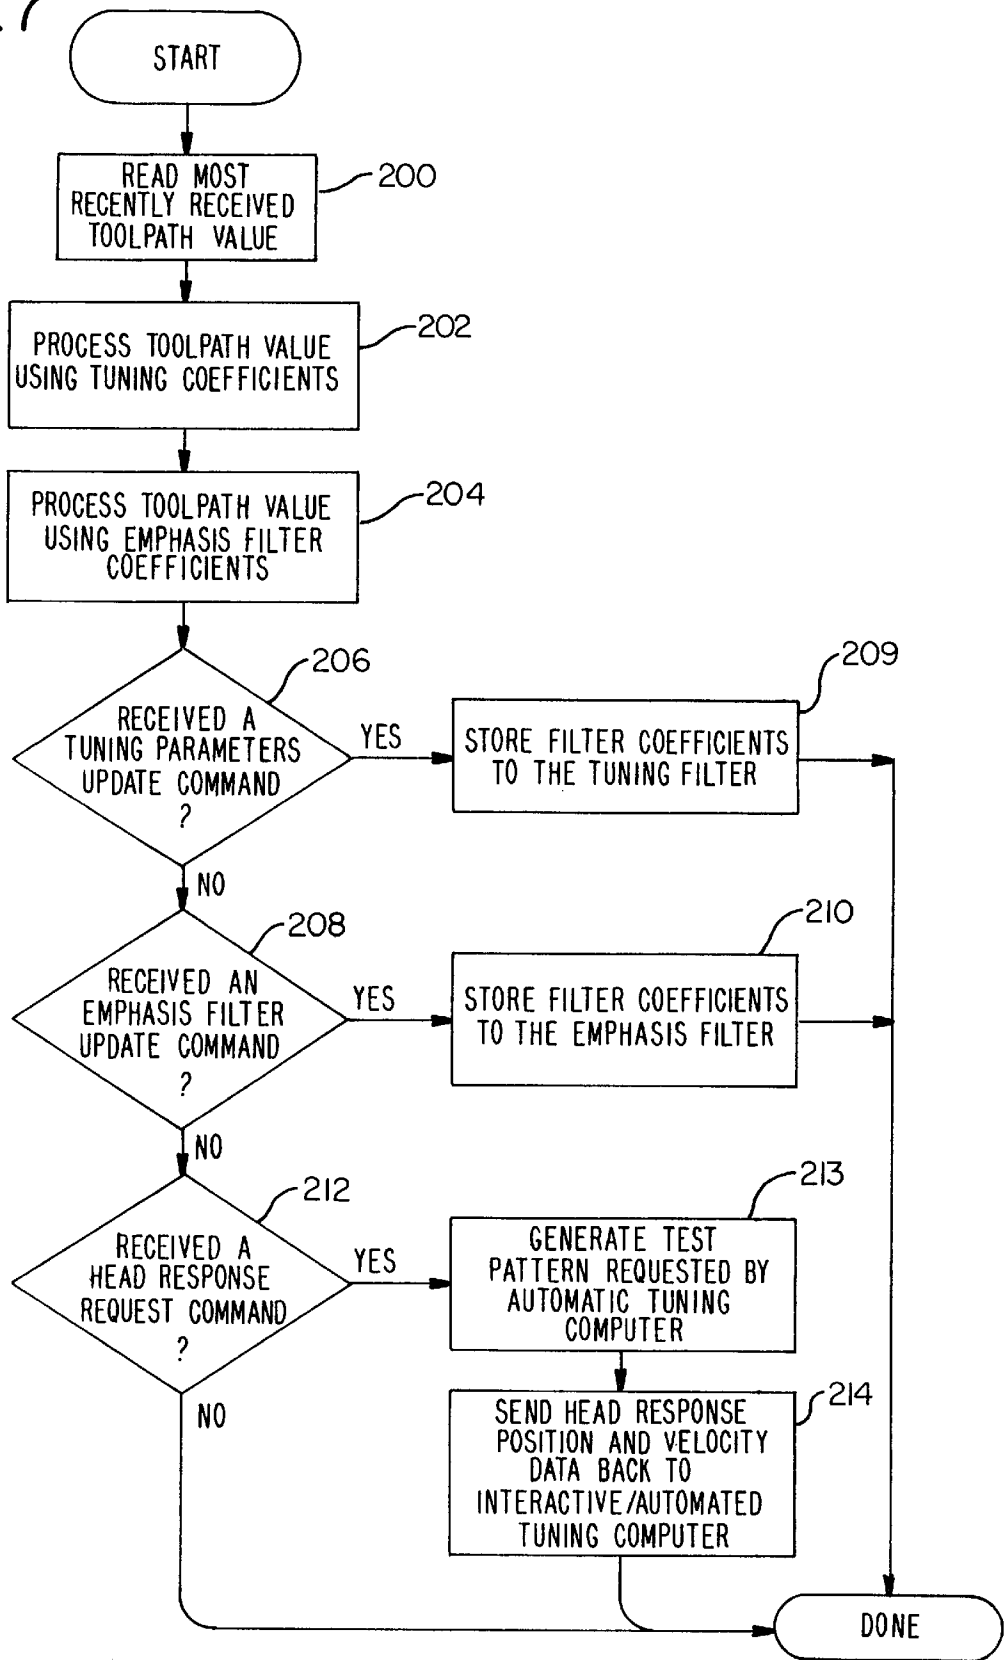 START
READ MOST
RECENTLY RECEIVED
TOOLPATH VALUE
200
PROCESS TOOLPATH VALUE
USING TUNING COEFFICIENTS
202
PROCESS TOOLPATH VALUE
USING EMPHASIS FILTER
COEFFICIENTS
204
RECEIVED A
TUNING PARAMETERS
UPDATE COMMAND
?
206
YES
STORE FILTER COEFFICIENTS
TO THE TUNING FILTER
209
NO
RECEIVED AN
EMPHASIS FILTER
UPDATE COMMAND
?
208
YES
STORE FILTER COEFFICIENTS
TO THE EMPHASIS FILTER
210
NO
RECEIVED A
HEAD RESPONSE
REQUEST COMMAND
?
212
YES
GENERATE TEST
PATTERN REQUESTED BY
AUTOMATIC TUNING
COMPUTER
213
SEND HEAD RESPONSE
POSITION AND VELOCITY
DATA BACK TO
INTERACTIVE/AUTOMATED
TUNING COMPUTER
214
NO
DONE